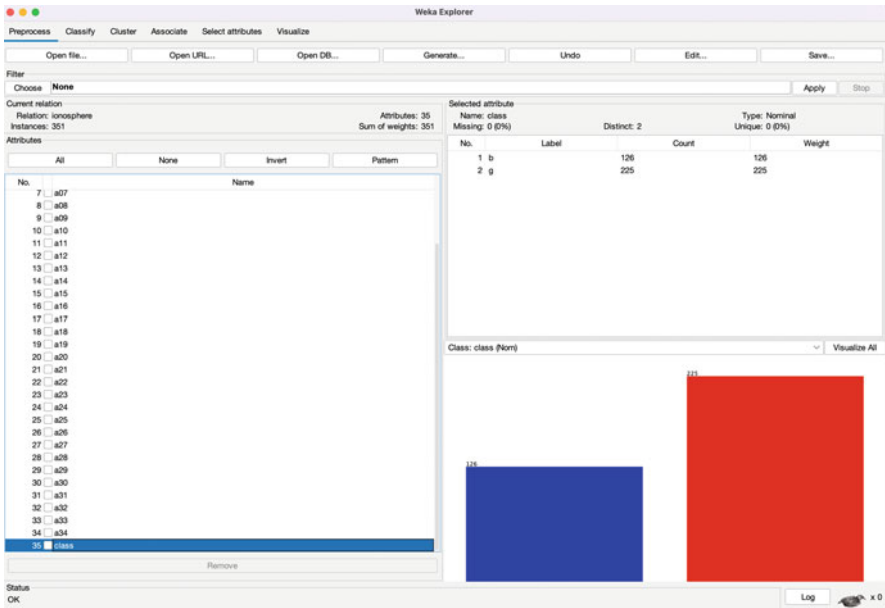 Weka Explorer
Preprocess Classify Cluster Associate Select attributes Visualize
Open file... Open URL... Open DB... Generate... Undo Edit... Save...
Filter
Choose None Apply Stop
Current relation
Relation: ionosphere Attributes: 35
Instances: 351 Sum of weights: 351
Attributes
All None Invert Pattern
No. Name
7 a07
8 a08
9 a09
10 a10
11 a11
12 a12
13 a13
14 a14
15 a15
16 a16
17 a17
18 a18
19 a19
20 a20
21 a21
22 a22
23 a23
24 a24
25 a25
26 a26
27 a27
28 a28
29 a29
30 a30
31 a31
32 a32
33 a33
34 a34
35 class
Remove
Selected attribute
Name: class Type: Nominal
Missing: 0 (0%) Distinct: 2 Unique: 0 (0%)
No. Label Count Weight
1 b 126 126
2 g 225 225
Class: class (Nom) Visualize All
225
126
Status
OK
Log x 0